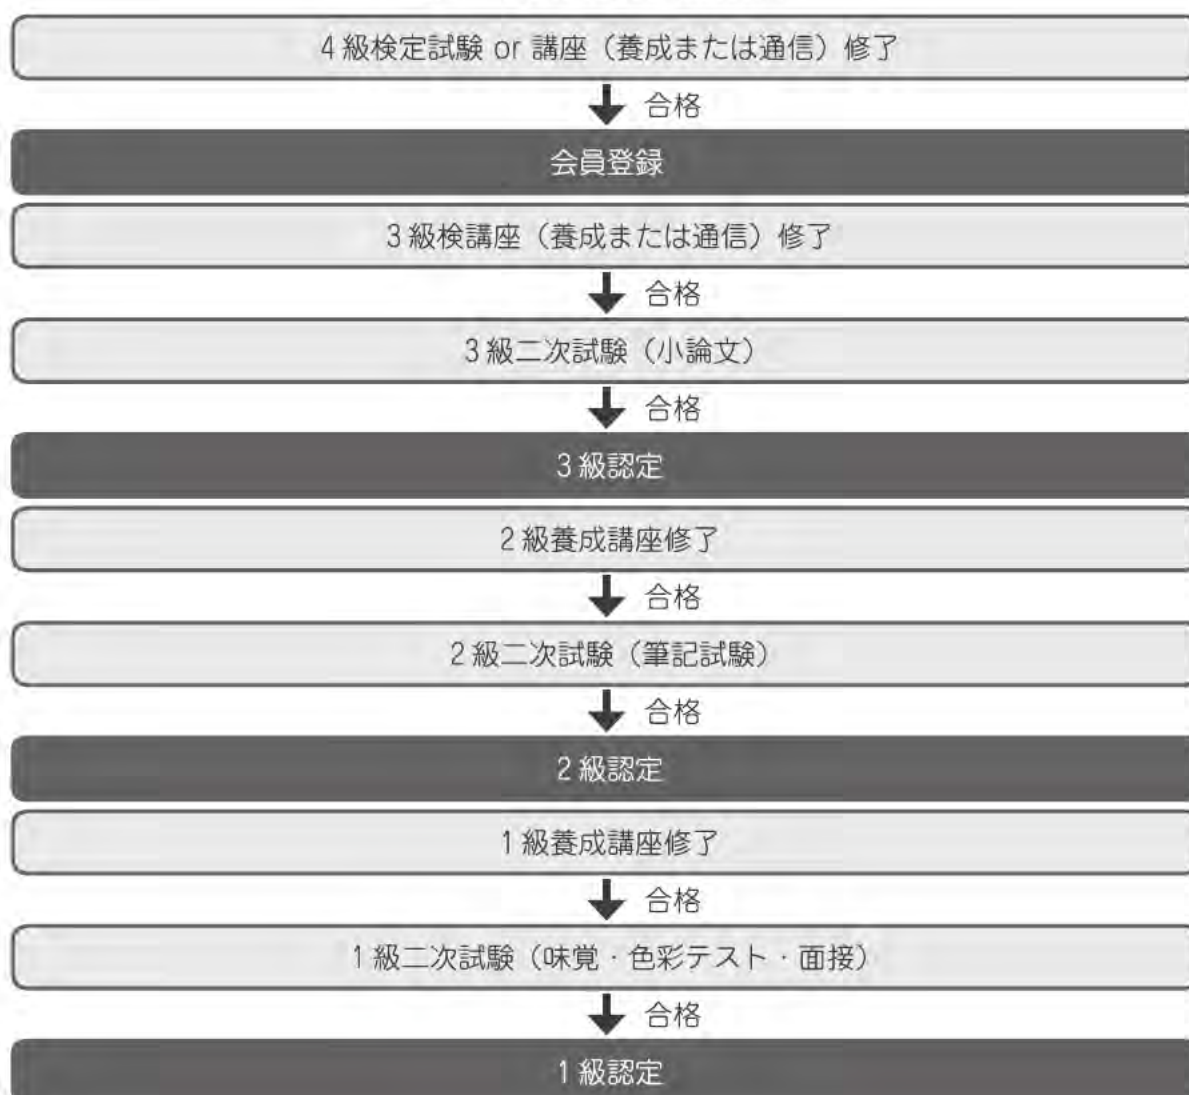 4級検定試験 or 講座（養成または通信）修了
合格
会員登録
3級検講座（養成または通信）修了
合格
3級二次試験（小論文）
合格
3級認定
2級養成講座修了
合格
2級二次試験（筆記試験）
合格
2級認定
1級養成講座修了
合格
1級二次試験（味覚・色彩テスト・面接）
合格
1級認定